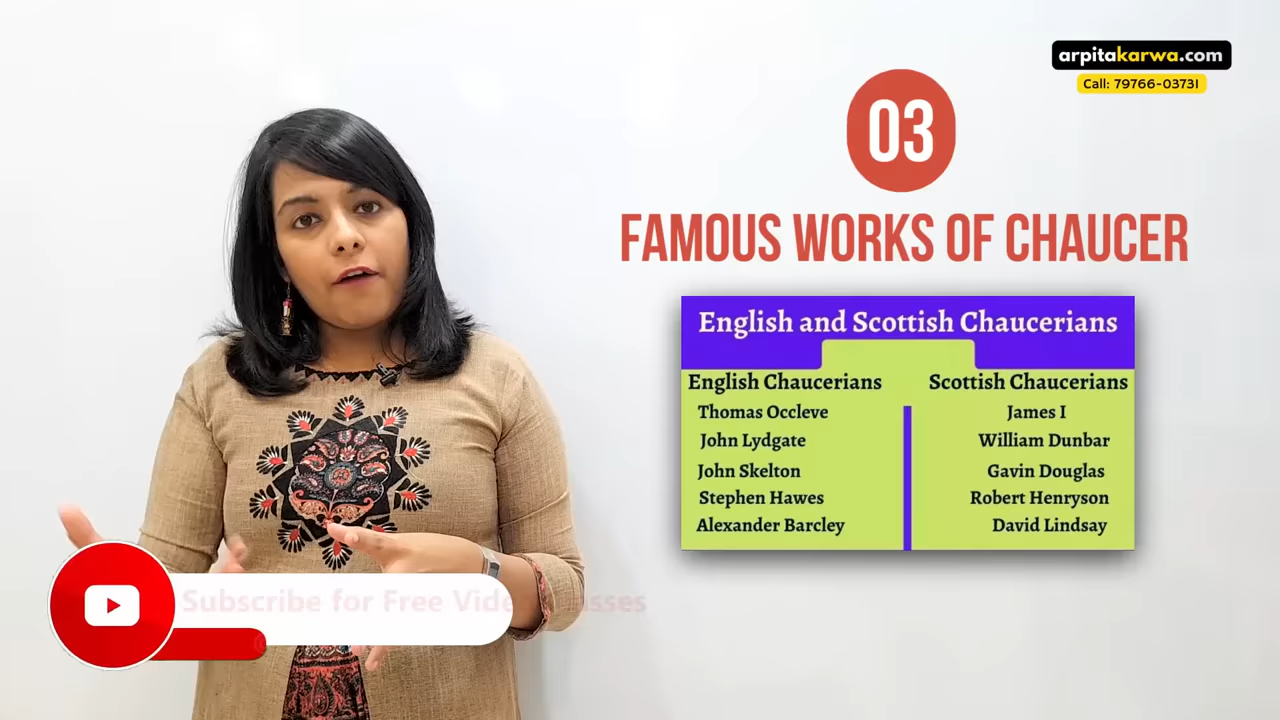 arpitakarwa.com
Call: 79766-03731
03
FAMOUS WORKS OF CHAUCER
English and Scottish Chaucerians
English Chaucerians
Thomas Occleve
John Lydgate
John Skelton
Stephen Hawes
Alexander Barcley
Scottish Chaucerians
James I
William Dunbar
Gavin Douglas
Robert Henryson
David Lindsay
Subscribe for Free Video